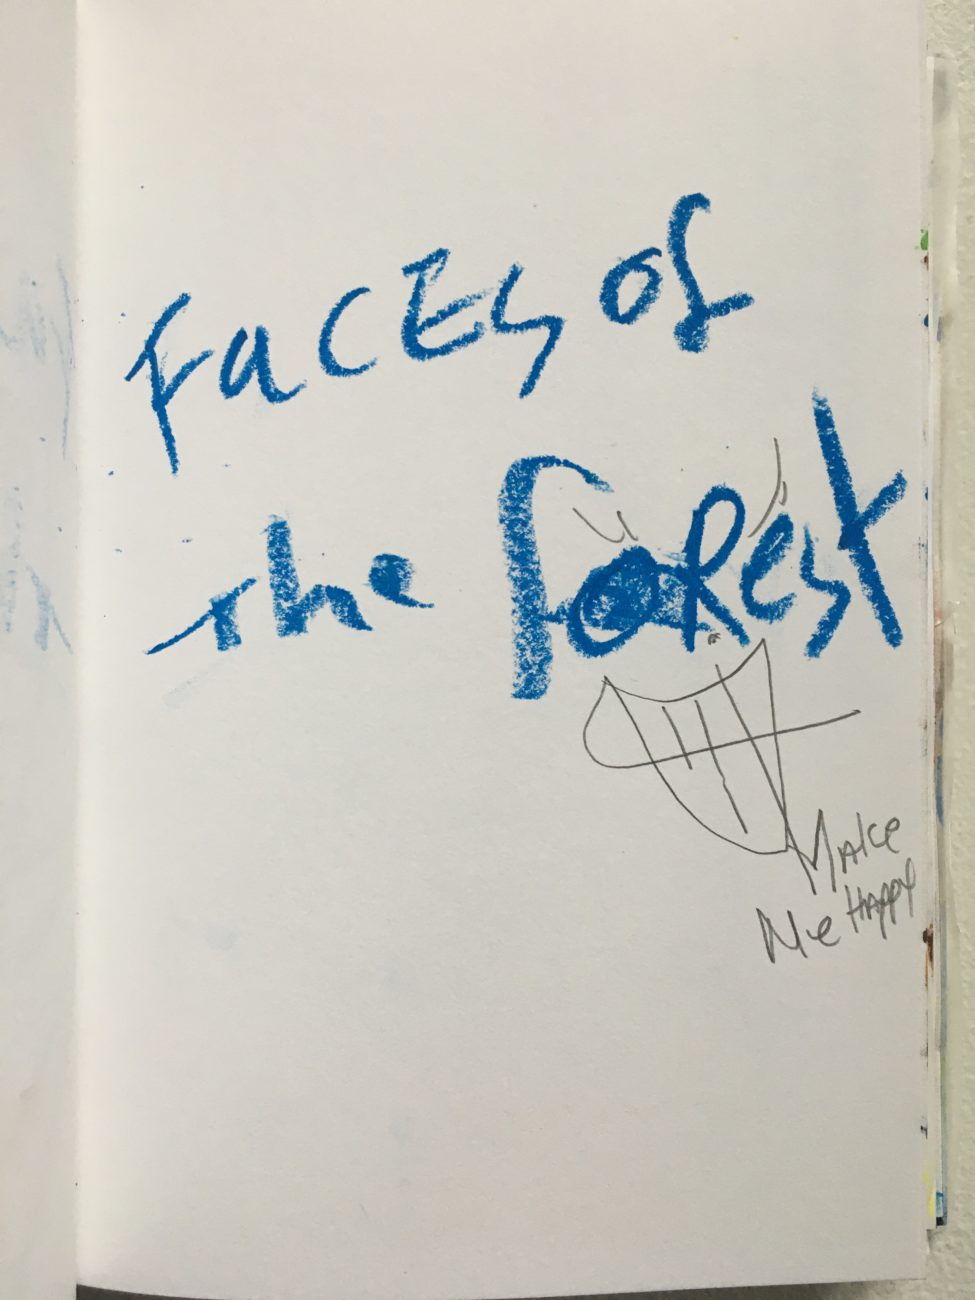 FacEs of
the foRest
Make
Me Happy